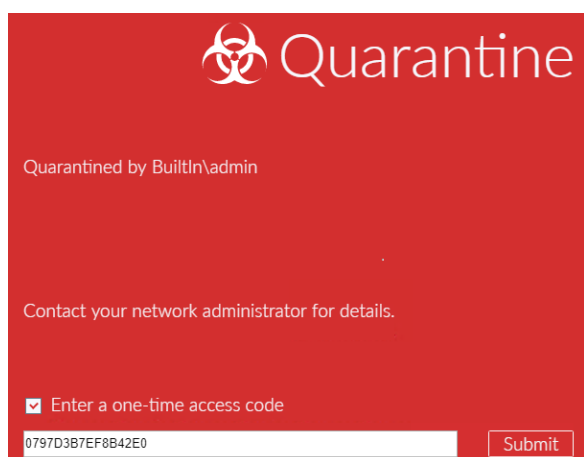 Quarantine
Quarantined by BuiltIn\admin
Contact your network administrator for details.
Enter a one-time access code
0797D3B7EF8B42E0
Submit